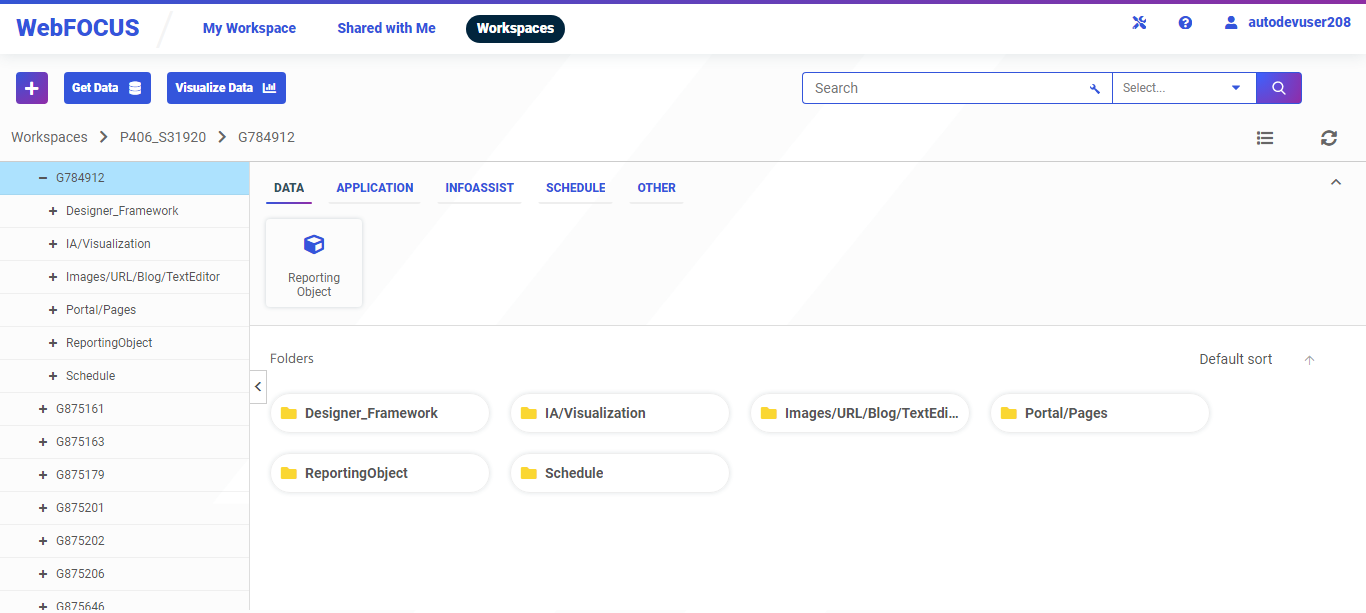 WebFOCUS
My Workspace
Shared with Me
Workspaces
autodevuser208
Get Data
Visualize Data
Search
Select...
Workspaces > P406_S31920 > G784912
G784912
Designer_Framework
IA/Visualization
Images/URL/Blog/TextEditor
Portal/Pages
ReportingObject
Schedule
G875161
G875163
G875179
G875201
G875202
G875206
G875646
DATA
APPLICATION
INFOASSIST
SCHEDULE
OTHER
Reporting
Object
Folders
Default sort
Designer_Framework
IA/Visualization
Images/URL/Blog/TextEdi...
Portal/Pages
ReportingObject
Schedule